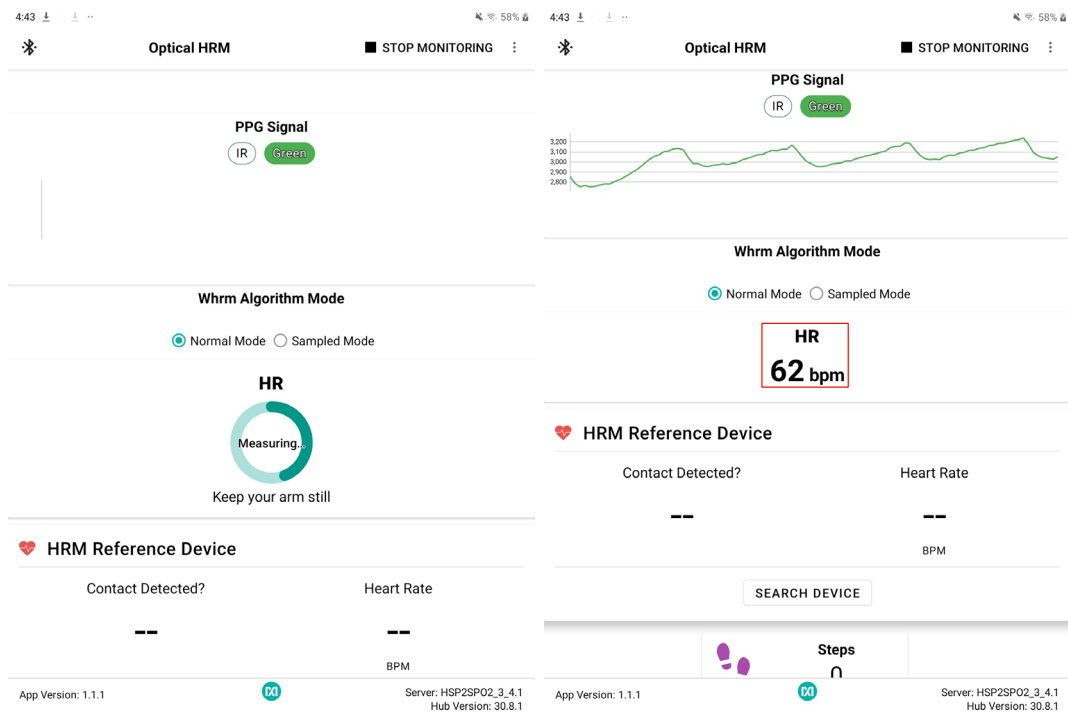 4:43
58%
Optical HRM
STOP MONITORING
PPG Signal
IR Green
Whrm Algorithm Mode
Normal Mode Sampled Mode
HR
Measuring...
Keep your arm still
HRM Reference Device
Contact Detected? Heart Rate
-- --
BPM
App Version: 1.1.1
Server: HSP2SPO2_3_4.1
Hub Version: 30.8.1
4:43
58%
Optical HRM
STOP MONITORING
PPG Signal
IR Green
3,200
3,100
3,000
2,900
2,800
Whrm Algorithm Mode
Normal Mode Sampled Mode
HR
62 bpm
HRM Reference Device
Contact Detected? Heart Rate
-- --
BPM
SEARCH DEVICE
Steps
0
App Version: 1.1.1
Server: HSP2SPO2_3_4.1
Hub Version: 30.8.1